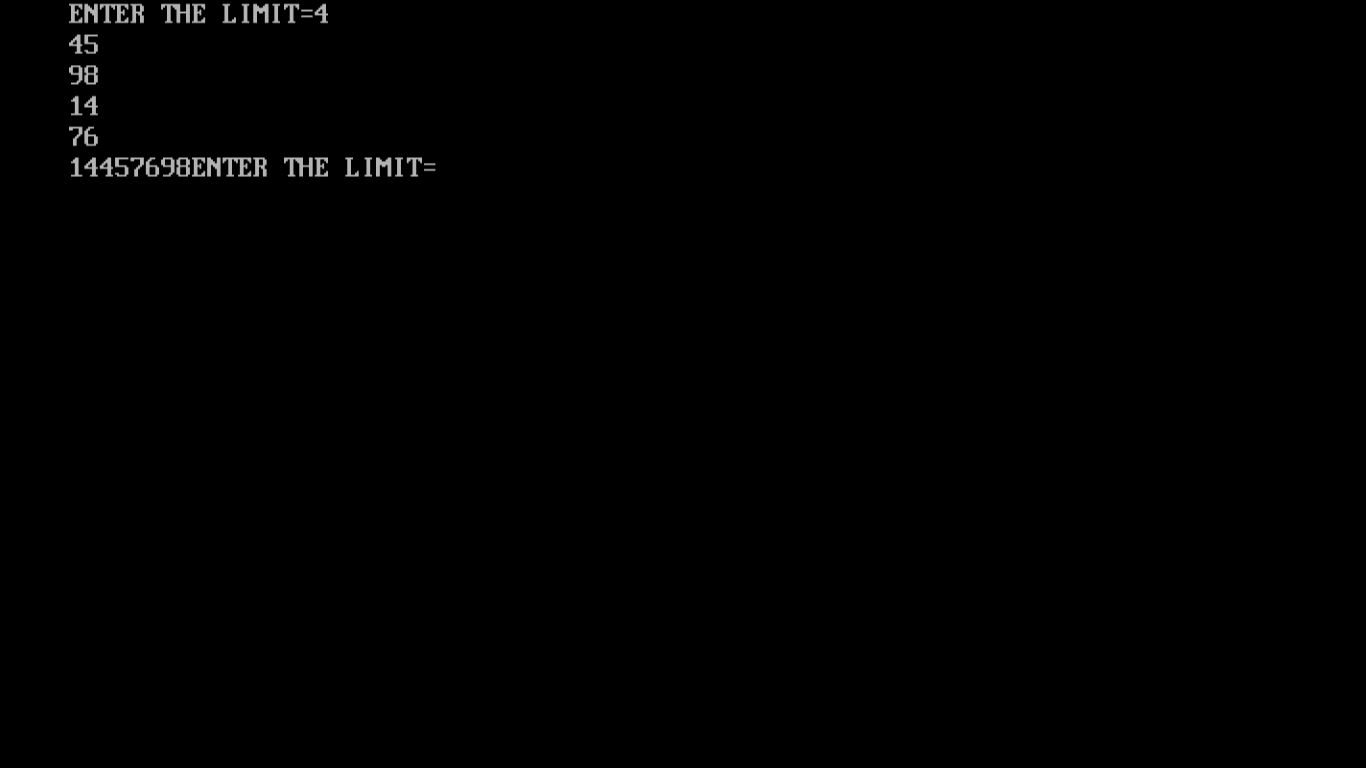 ENTER THE LIMIT=4
45
98
14
76
14457698ENTER THE LIMIT=